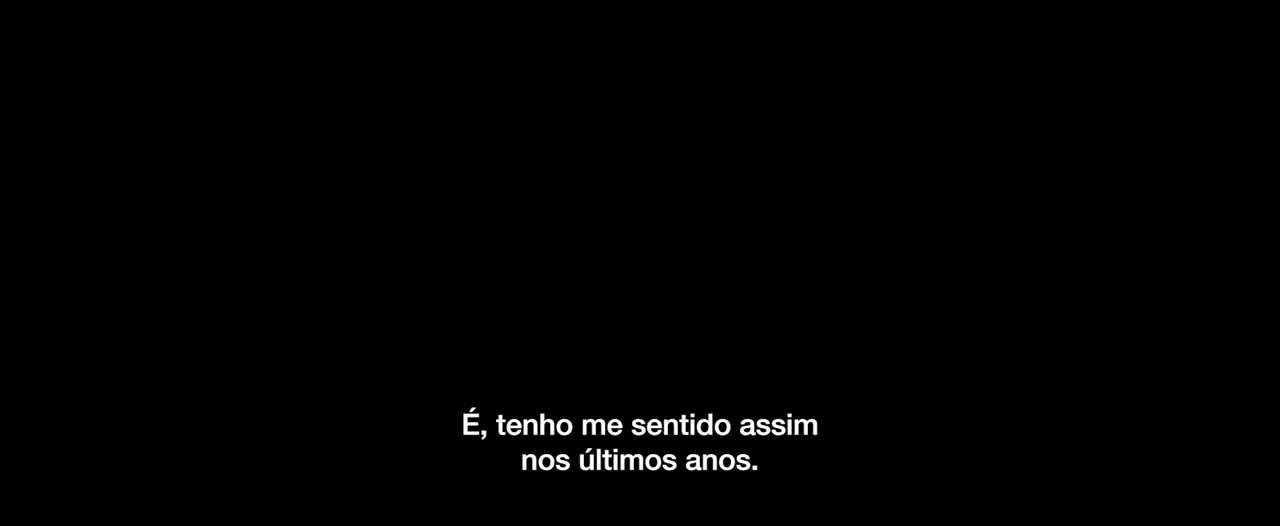 É, tenho me sentido assim
nos últimos anos.